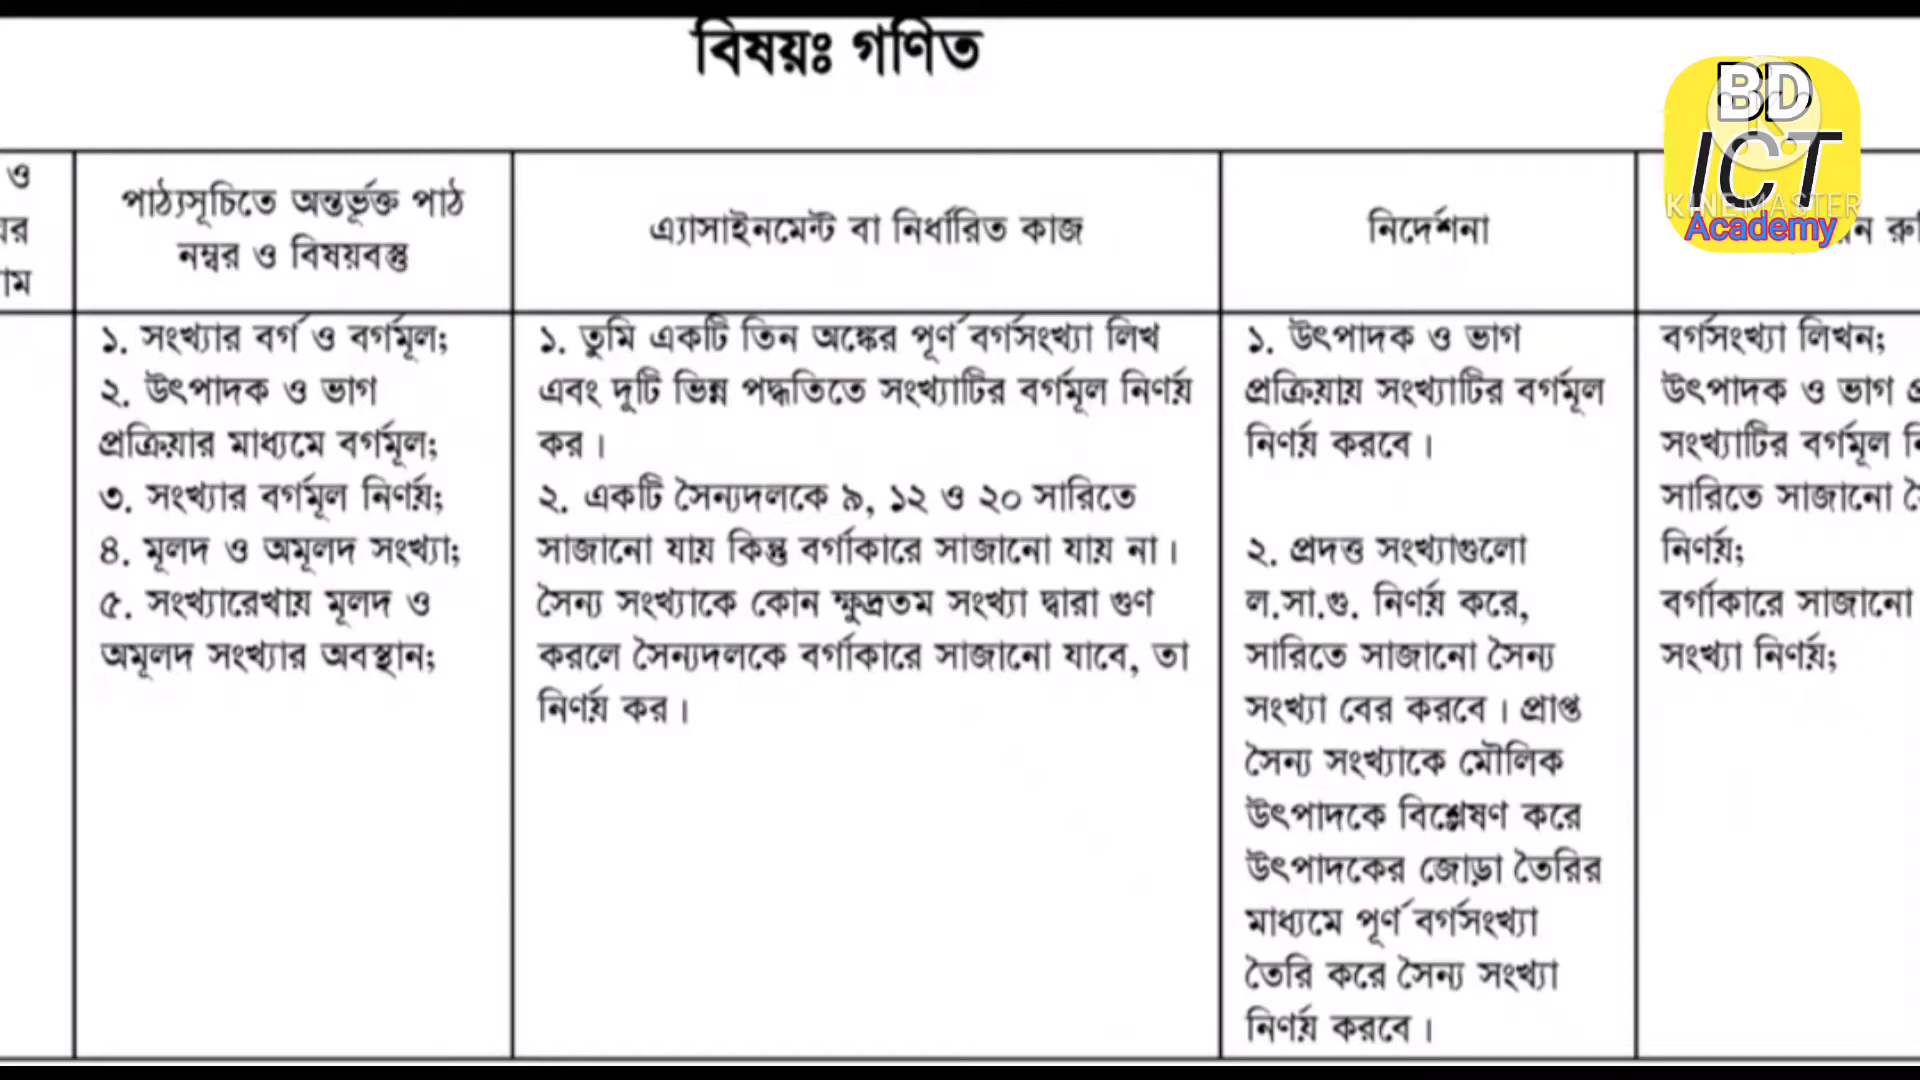 বিষয়ঃ গণিত
BD
ICT
KINEMASTER
Academy
ও
পাঠ্যসূচিতে অন্তর্ভূক্ত পাঠ
নম্বর ও বিষয়বস্তু
এ্যাসাইনমেন্ট বা নির্ধারিত কাজ
নির্দেশনা
১. সংখ্যার বর্গ ও বর্গমূল;
২. উৎপাদক ও ভাগ
প্রক্রিয়ার মাধ্যমে বর্গমূল;
৩. সংখ্যার বর্গমূল নির্ণয়;
৪. মূলদ ও অমূলদ সংখ্যা;
৫. সংখ্যারেখায় মূলদ ও
অমূলদ সংখ্যার অবস্থান;
১. তুমি একটি তিন অঙ্কের পূর্ণ বর্গসংখ্যা লিখ
এবং দুটি ভিন্ন পদ্ধতিতে সংখ্যাটির বর্গমূল নির্ণয়
কর।
২. একটি সৈন্যদলকে ৯, ১২ ও ২০ সারিতে
সাজানো যায় কিন্তু বর্গাকারে সাজানো যায় না।
সৈন্য সংখ্যাকে কোন ক্ষুদ্রতম সংখ্যা দ্বারা গুণ
করলে সৈন্যদলকে বর্গাকারে সাজানো যাবে, তা
নির্ণয় কর।
১. উৎপাদক ও ভাগ
প্রক্রিয়ায় সংখ্যাটির বর্গমূল
নির্ণয় করবে।
২. প্রদত্ত সংখ্যাগুলো
ল.সা.গু. নির্ণয় করে,
সারিতে সাজানো সৈন্য
সংখ্যা বের করবে। প্রাপ্ত
সৈন্য সংখ্যাকে মৌলিক
উৎপাদকে বিশ্লেষণ করে
উৎপাদকের জোড়া তৈরির
মাধ্যমে পূর্ণ বর্গসংখ্যা
তৈরি করে সৈন্য সংখ্যা
নির্ণয় করবে।
বর্গসংখ্যা লিখন;
উৎপাদক ও ভাগ
সংখ্যাটির বর্গমূল
সারিতে সাজানো
নির্ণয়;
বর্গাকারে সাজানো
সংখ্যা নির্ণয়;